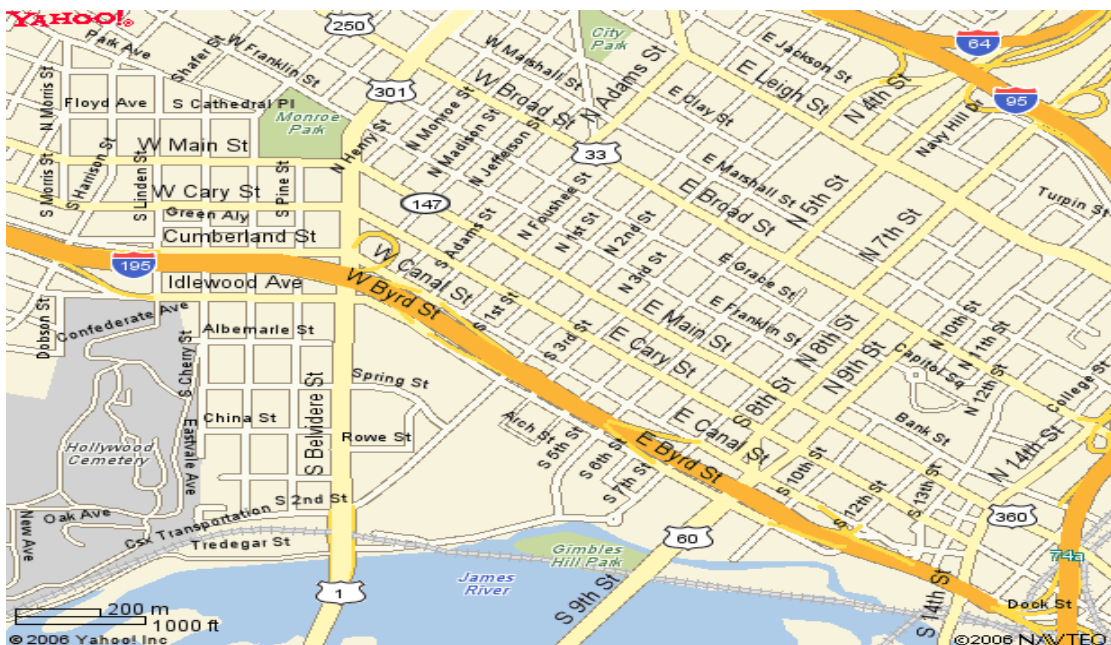 YAHOO!®
250
City Park
64
Park Ave
Shafer St
W Franklin St
W Marshall St
E Jackson St
N Morris St
301
W Broad St
N Adams St
E Leigh St
N 4th St
95
Floyd Ave
S Cathedral Pl
Monroe Park
N Monroe St
N Madison St
N Jefferson St
E Clay St
Navy Hill Dr
W Main St
N Henry St
33
E Marshall St
S Morris St
S Harrison St
S Linden St
W Cary St
S Pine St
147
E Broad St
N 5th St
Turpin St
Green Aly
S Adams St
N Foushee St
N 1st St
N 2nd St
N 7th St
Cumberland St
195
W Canal St
N 3rd St
E Grace St
Idlewood Ave
W Byrd St
E Franklin St
Dobson St
Confederate Ave
S 1st St
E Main St
N 8th St
N 10th St
Albemarle St
S Cherry St
S 3rd St
E Cary St
N 9th St
Capitol Sq
N 11th St
Spring St
S 8th St
N 12th St
College St
China St
S Belvidere St
Arch St
E Canal St
Bank St
Rowe St
Hollywood Cemetery
Eastvale Ave
S 5th St
S 6th St
S 7th St
E Byrd St
S 10th St
S 12th St
S 13th St
N 14th St
S 2nd St
Oak Ave
New Ave
Csx Transportation
Tredegar St
360
60
Gimbles Hill Park
74a
James River
1
S 9th St
S 14th St
Dock St
200 m
1000 ft
© 2006 Yahoo! Inc
©2006 NAVTEQ